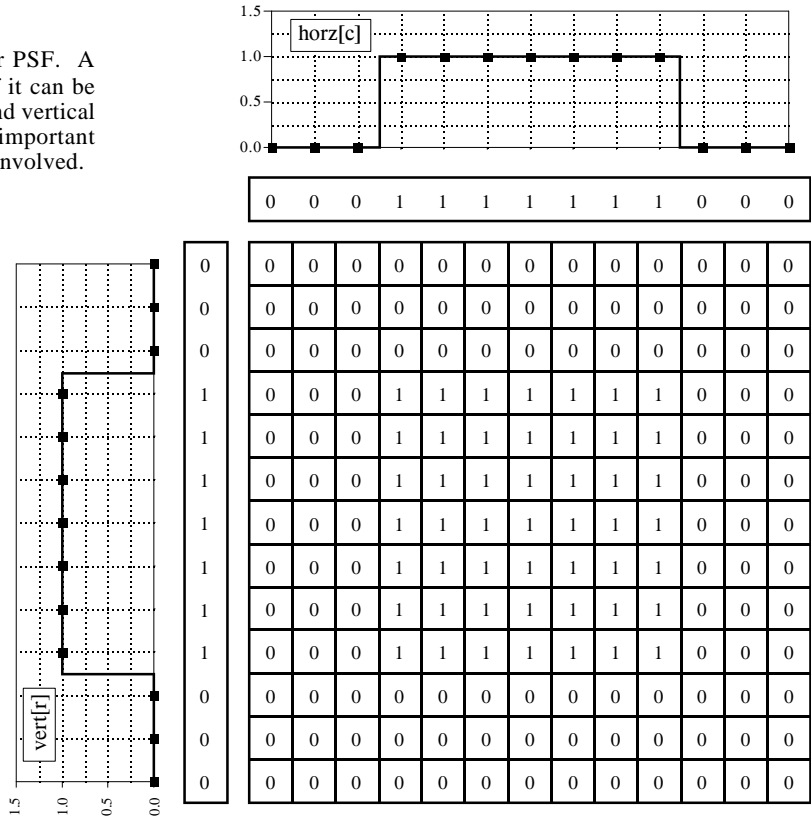 r PSF. A
f it can be
nd vertical
important
nvolved.
1.5
1.0
0.5
0.0
horz[c]
0 0 0 1 1 1 1 1 1 1 0 0 0
0 0 0 0 0 0 0 0 0 0 0 0 0 0
0 0 0 0 0 0 0 0 0 0 0 0 0 0
0 0 0 0 0 0 0 0 0 0 0 0 0 0
1 0 0 0 1 1 1 1 1 1 1 0 0 0
1 0 0 0 1 1 1 1 1 1 1 0 0 0
1 0 0 0 1 1 1 1 1 1 1 0 0 0
1 0 0 0 1 1 1 1 1 1 1 0 0 0
1 0 0 0 1 1 1 1 1 1 1 0 0 0
1 0 0 0 1 1 1 1 1 1 1 0 0 0
1 0 0 0 1 1 1 1 1 1 1 0 0 0
0 0 0 0 0 0 0 0 0 0 0 0 0 0
0 0 0 0 0 0 0 0 0 0 0 0 0 0
0 0 0 0 0 0 0 0 0 0 0 0 0 0
vert[r]
1.5 1.0 0.5 0.0